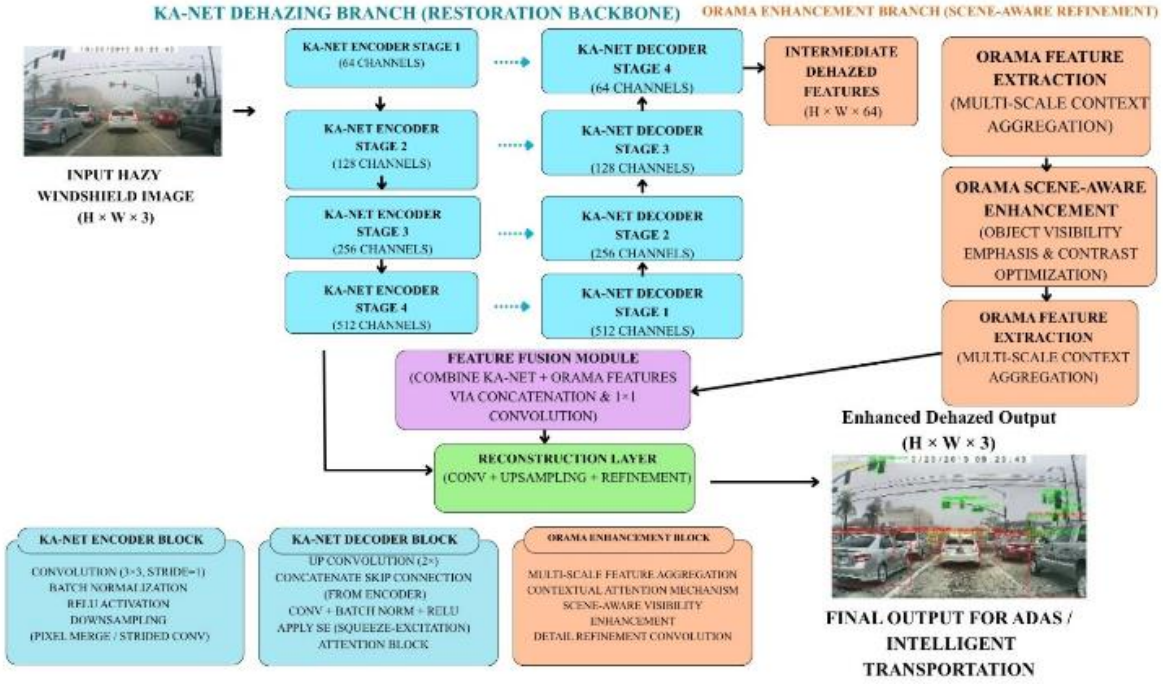 KA-NET DEHAZING BRANCH (RESTORATION BACKBONE)
ORAMA ENHANCEMENT BRANCH (SCENE-AWARE REFINEMENT)
INPUT HAZY
WINDSHIELD IMAGE
(H × W × 3)
KA-NET ENCODER STAGE 1
(64 CHANNELS)
KA-NET ENCODER
STAGE 2
(128 CHANNELS)
KA-NET ENCODER
STAGE 3
(256 CHANNELS)
KA-NET ENCODER
STAGE 4
(512 CHANNELS)
KA-NET DECODER
STAGE 4
(64 CHANNELS)
KA-NET DECODER
STAGE 3
(128 CHANNELS)
KA-NET DECODER
STAGE 2
(256 CHANNELS)
KA-NET DECODER
STAGE 1
(512 CHANNELS)
INTERMEDIATE
DEHAZED
FEATURES
(H × W × 64)
ORAMA FEATURE
EXTRACTION
(MULTI-SCALE CONTEXT
AGGREGATION)
ORAMA SCENE-AWARE
ENHANCEMENT
(OBJECT VISIBILITY
EMPHASIS & CONTRAST
OPTIMIZATION)
ORAMA FEATURE
EXTRACTION
(MULTI-SCALE CONTEXT
AGGREGATION)
FEATURE FUSION MODULE
(COMBINE KA-NET + ORAMA FEATURES
VIA CONCATENATION & 1×1
CONVOLUTION)
RECONSTRUCTION LAYER
(CONV + UPSAMPLING + REFINEMENT)
Enhanced Dehazed Output
(H × W × 3)
FINAL OUTPUT FOR ADAS /
INTELLIGENT
TRANSPORTATION
KA-NET ENCODER BLOCK
CONVOLUTION (3×3, STRIDE=1)
BATCH NORMALIZATION
RELU ACTIVATION
DOWNSAMPLING
(PIXEL MERGE / STRIDED CONV)
KA-NET DECODER BLOCK
UP CONVOLUTION (2×)
CONCATENATE SKIP CONNECTION
(FROM ENCODER)
CONV + BATCH NORM + RELU
APPLY SE (SQUEEZE-EXCITATION)
ATTENTION BLOCK
ORAMA ENHANCEMENT BLOCK
MULTI-SCALE FEATURE AGGREGATION
CONTEXTUAL ATTENTION MECHANISM
SCENE-AWARE VISIBILITY
ENHANCEMENT
DETAIL REFINEMENT CONVOLUTION